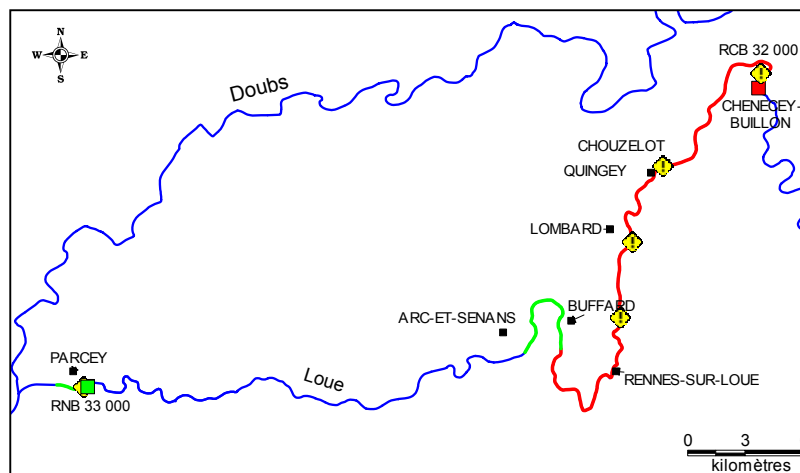 N
W E
S
Doubs
RCB 32 000
CHENECEY-
BUILLON
CHOUZELOT
QUINGEY
LOMBARD
BUFFARD
ARC-ET-SENANS
PARCEY
Loue
RENNES-SUR-LOUE
RNB 33 000
0 3
kilomètres